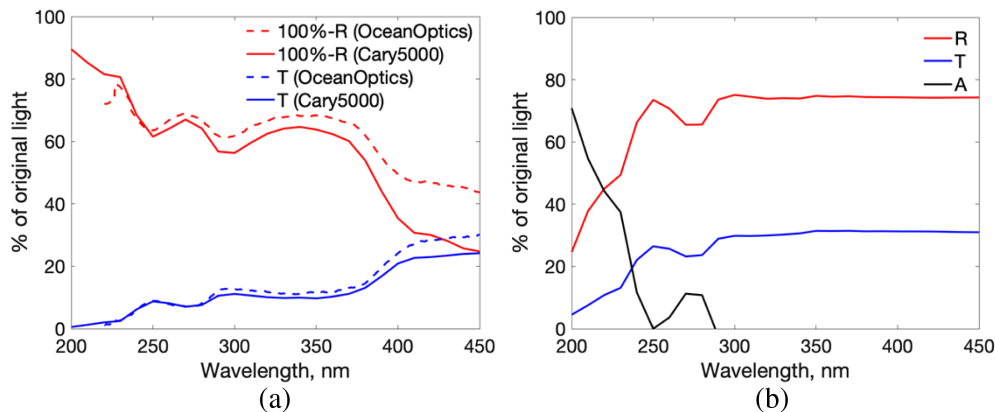 100
80
60
40
20
0
% of original light
200
250
300
350
400
450
Wavelength, nm
100%-R (OceanOptics)
100%-R (Cary5000)
T (OceanOptics)
T (Cary5000)
(a)
100
80
60
40
20
0
% of original light
200
250
300
350
400
450
Wavelength, nm
R
T
A
(b)